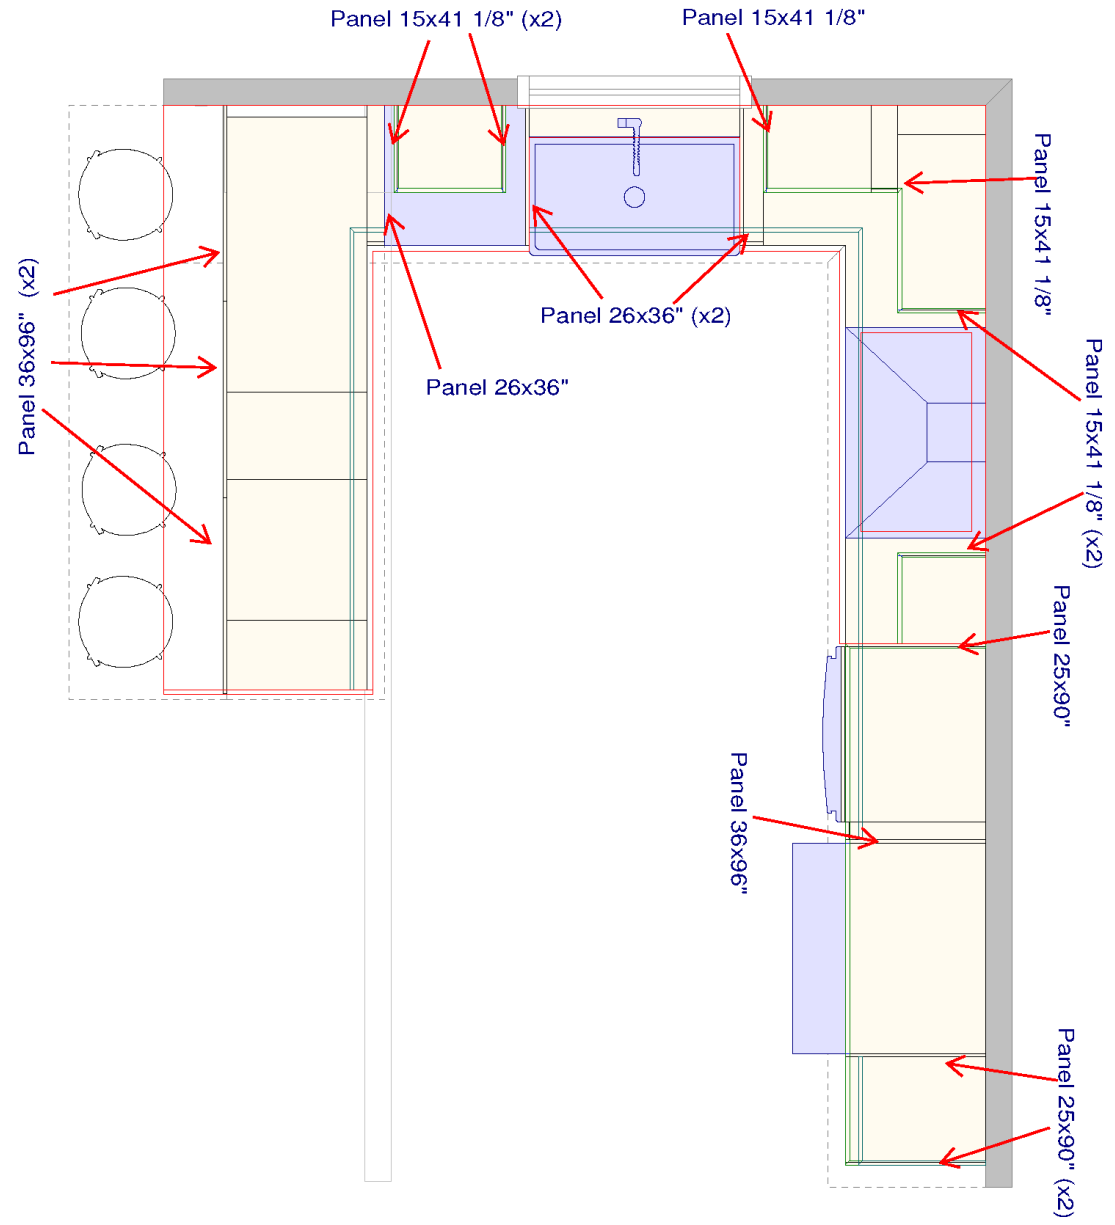 Panel 15x41 1/8" (x2)
Panel 15x41 1/8"
Panel 15x41 1/8"
Panel 36x96" (x2)
Panel 26x36" (x2)
Panel 26x36"
Panel 15x41 1/8" (x2)
Panel 25x90"
Panel 36x96"
Panel 25x90" (x2)